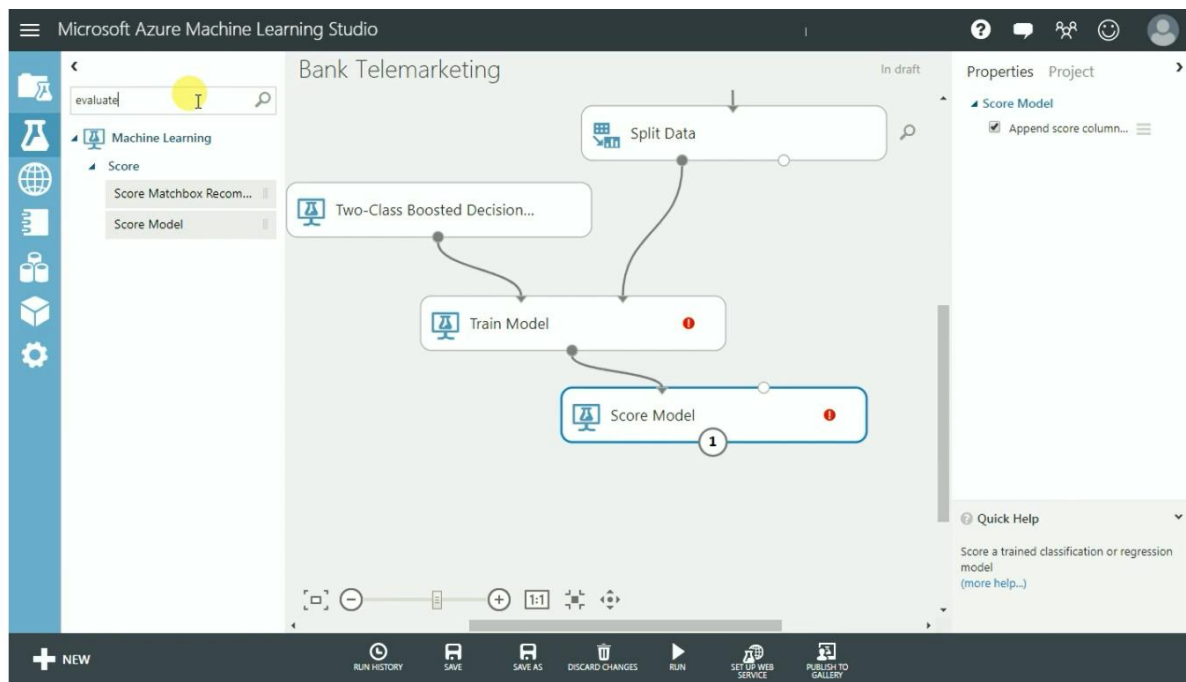 Microsoft Azure Machine Learning Studio
evaluate
Machine Learning
Score
Score Matchbox Recom...
Score Model
Bank Telemarketing
In draft
Split Data
Two-Class Boosted Decision...
Train Model
Score Model
1
1:1
Properties Project
Score Model
Append score column...
Quick Help
Score a trained classification or regression
model
(more help...)
NEW
RUN HISTORY
SAVE
SAVE AS
DISCARD CHANGES
RUN
SET UP WEB
SERVICE
PUBLISH TO
GALLERY